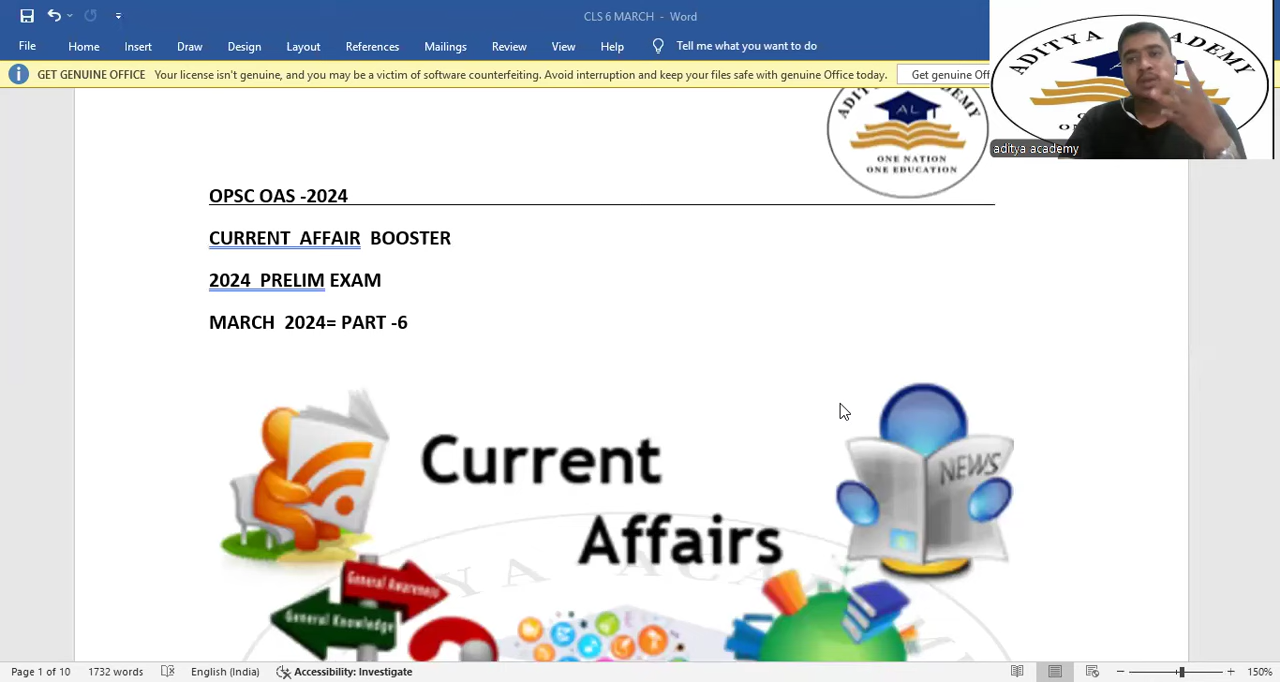 CLS 6 MARCH - Word
File Home Insert Draw Design Layout References Mailings Review View Help Tell me what you want to do
GET GENUINE OFFICE Your license isn't genuine, and you may be a victim of software counterfeiting. Avoid interruption and keep your files safe with genuine Office today. Get genuine Off
ADITYA ACADEMY
aditya academy
AL
ONE NATION
ONE EDUCATION
OPSC OAS -2024
CURRENT AFFAIR BOOSTER
2024 PRELIM EXAM
MARCH 2024= PART -6
Current
Affairs
NEWS
General Awareness
General Knowledge
Page 1 of 10 1732 words English (India) Accessibility: Investigate 150%